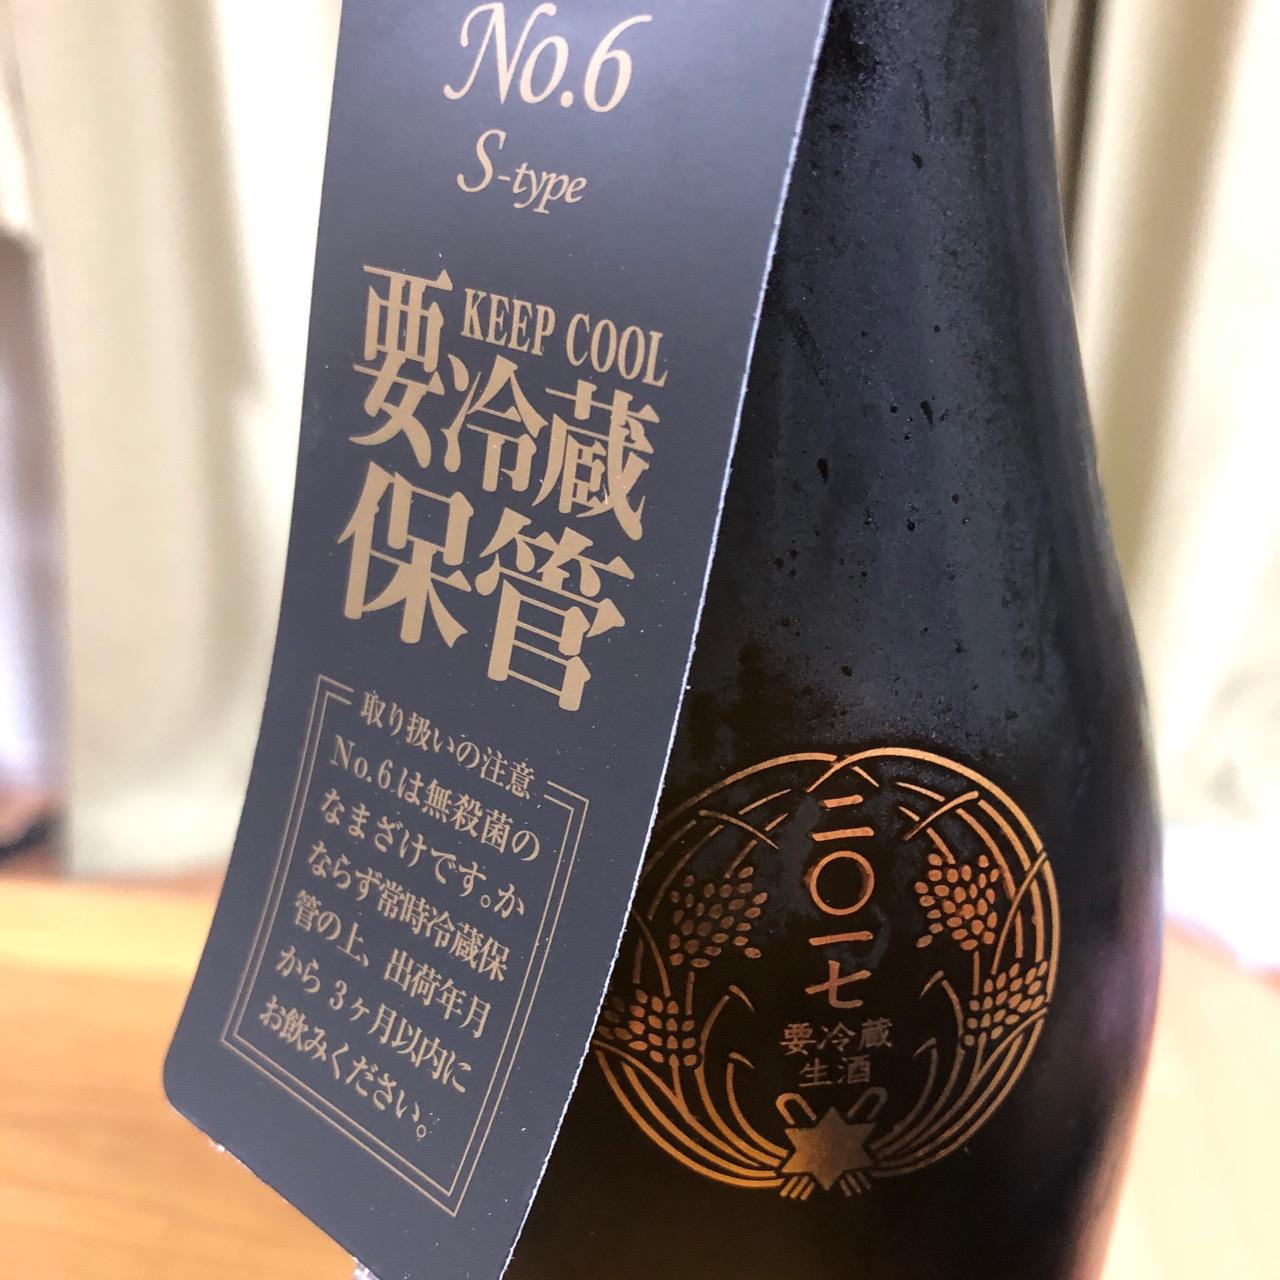 No.6
S-type
KEEP COOL
要冷蔵
保管
取り扱いの注意
No.6は無殺菌の
なまざけです。か
ならず常時冷蔵保
管の上、出荷年月
から3ヶ月以内に
お飲みください。
二〇一七
要冷蔵
生酒